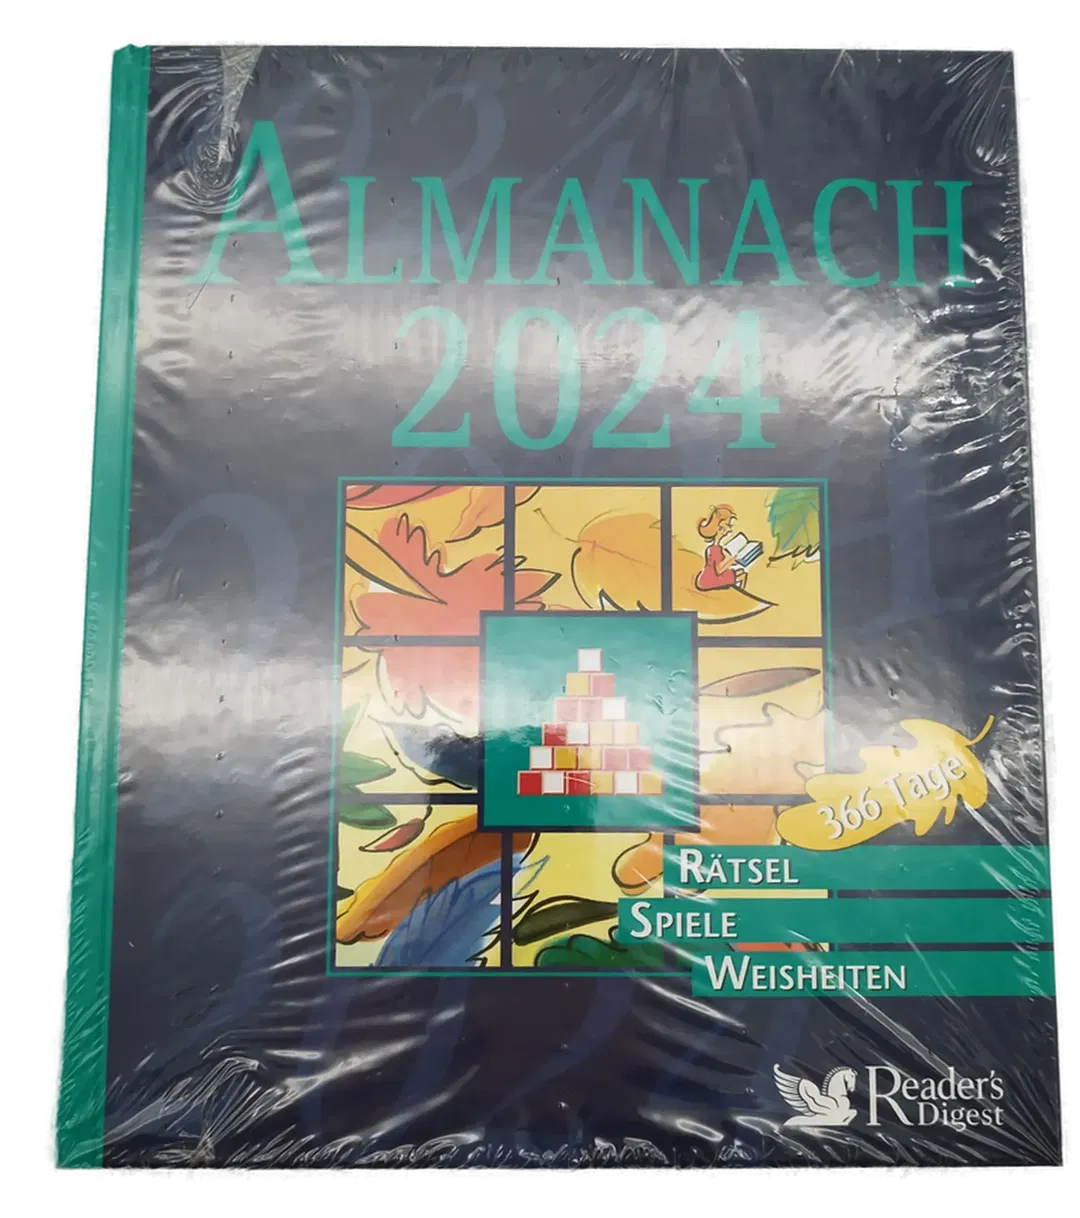 ALMANACH
2024
366 Tage
RÄTSEL
SPIELE
WEISHEITEN
Reader's
Digest